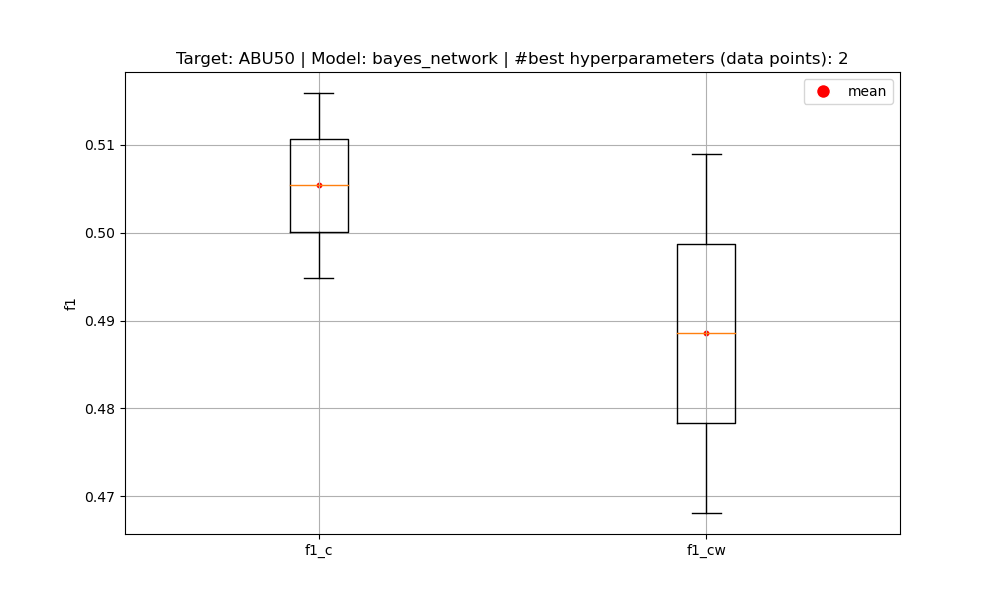 Target: ABU50 | Model: bayes_network | #best hyperparameters (data points): 2
mean
0.51
0.50
0.49
0.48
0.47
f1
f1_c
f1_cw